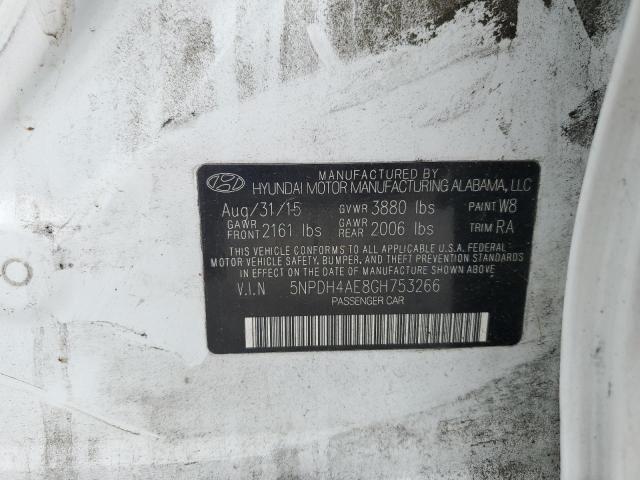 MANUFACTURED BY
HYUNDAI MOTOR MANUFACTURING ALABAMA, LLC
Aug/31/15 GVWR 3880 lbs PAINT W8
GAWR FRONT 2161 lbs GAWR REAR 2006 lbs TRIM RA
THIS VEHICLE CONFORMS TO ALL APPLICABLE U.S.A. FEDERAL
MOTOR VEHICLE SAFETY, BUMPER, AND THEFT PREVENTION STANDARDS
IN EFFECT ON THE DATE OF MANUFACTURE SHOWN ABOVE.
V.I.N 5NPDH4AE8GH753266
PASSENGER CAR